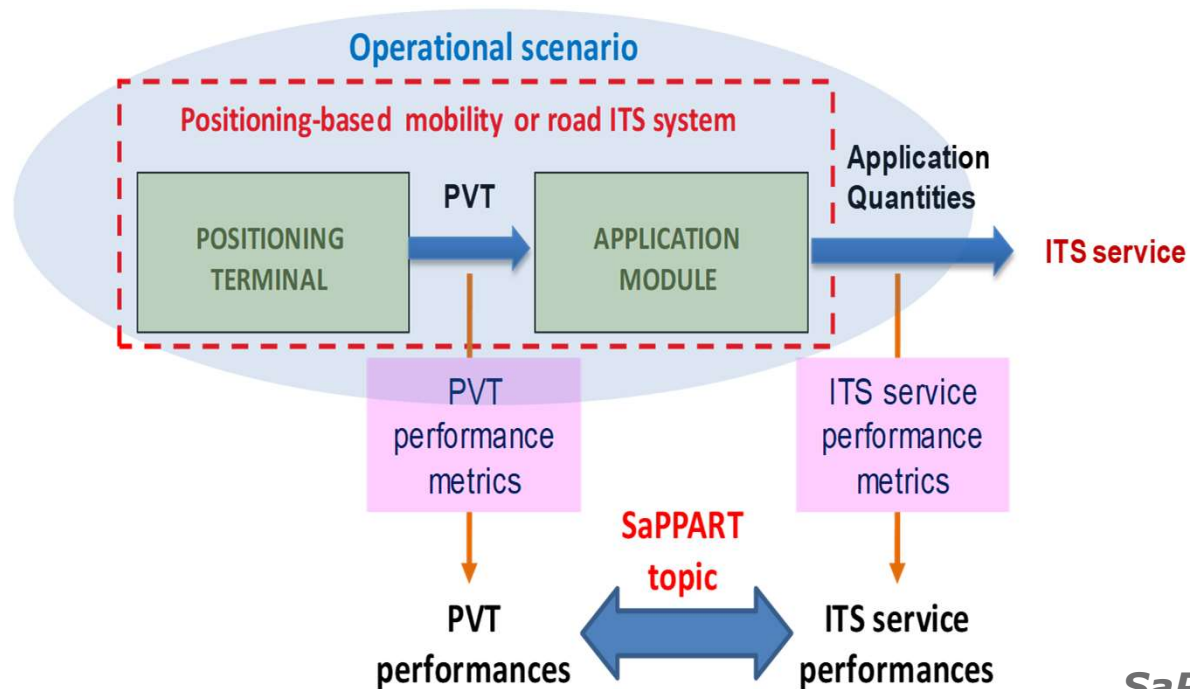 Operational scenario
Positioning-based mobility or road ITS system
POSITIONING
TERMINAL
PVT
APPLICATION
MODULE
Application
Quantities
ITS service
PVT
performance
metrics
ITS service
performance
metrics
SaPPART
topic
PVT
performances
ITS service
performances